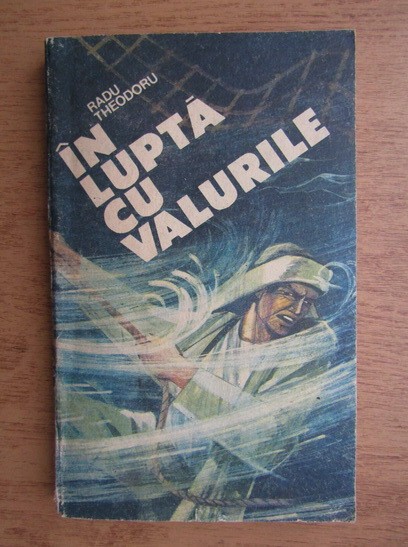 RADU
THEODORU
ÎN
LUPTĂ
CU
VALURILE